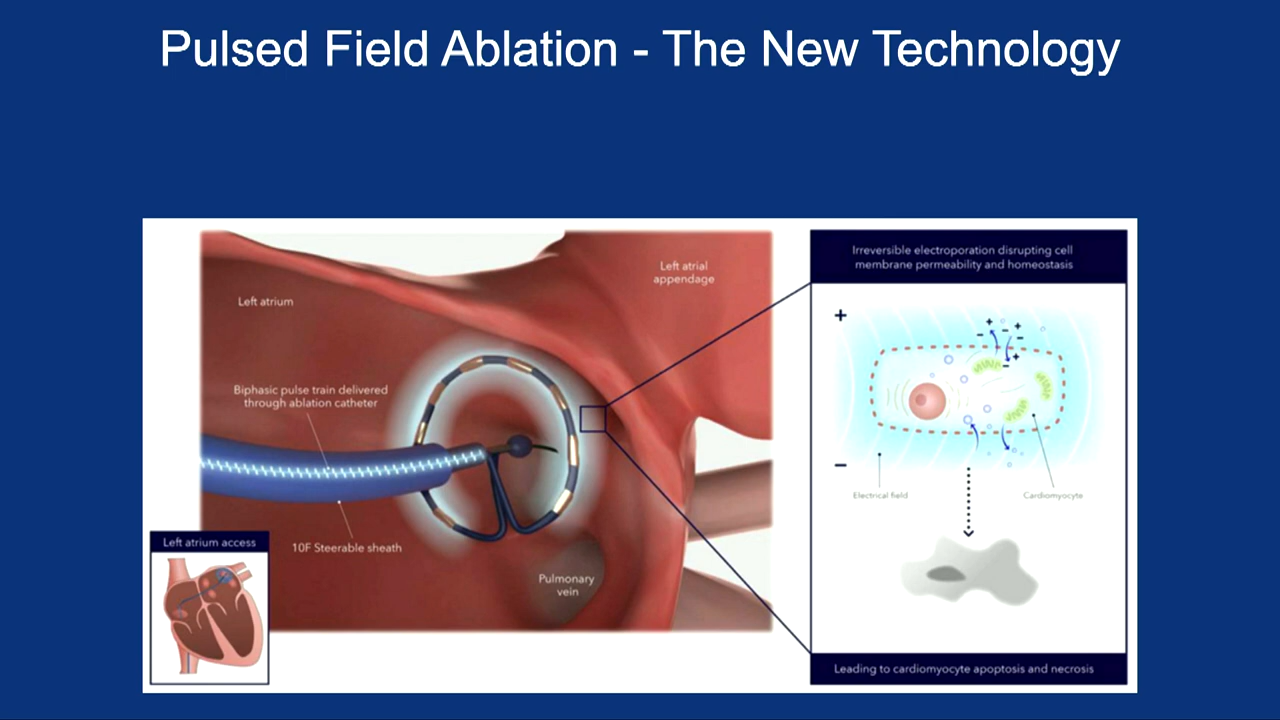 Pulsed Field Ablation - The New Technology
Left atrium
Left atrial
appendage
Biphasic pulse train delivered
through ablation catheter
10F Steerable sheath
Pulmonary
vein
Left atrium access
Irreversible electroporation disrupting cell
membrane permeability and homeostasis
+
−
Electrical field
Cardiomyocyte
Leading to cardiomyocyte apoptosis and necrosis